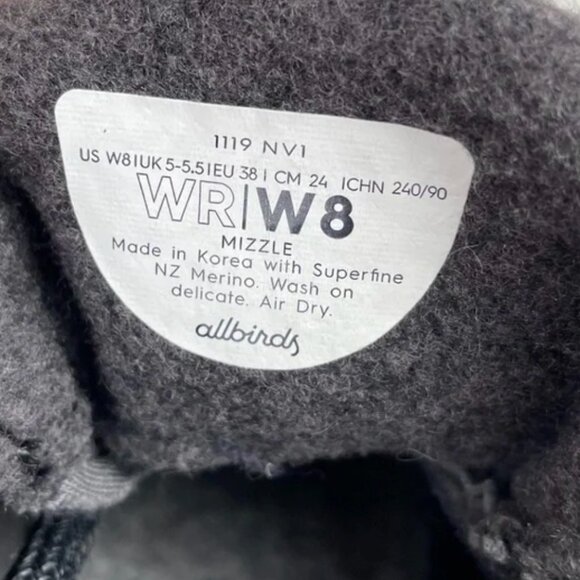 1119 NV1
US W8|UK 5-5.5|EU 38| CM 24 |CHN 240/90
WR|W8
MIZZLE
Made in Korea with Superfine
NZ Merino. Wash on
delicate. Air Dry.
allbirds